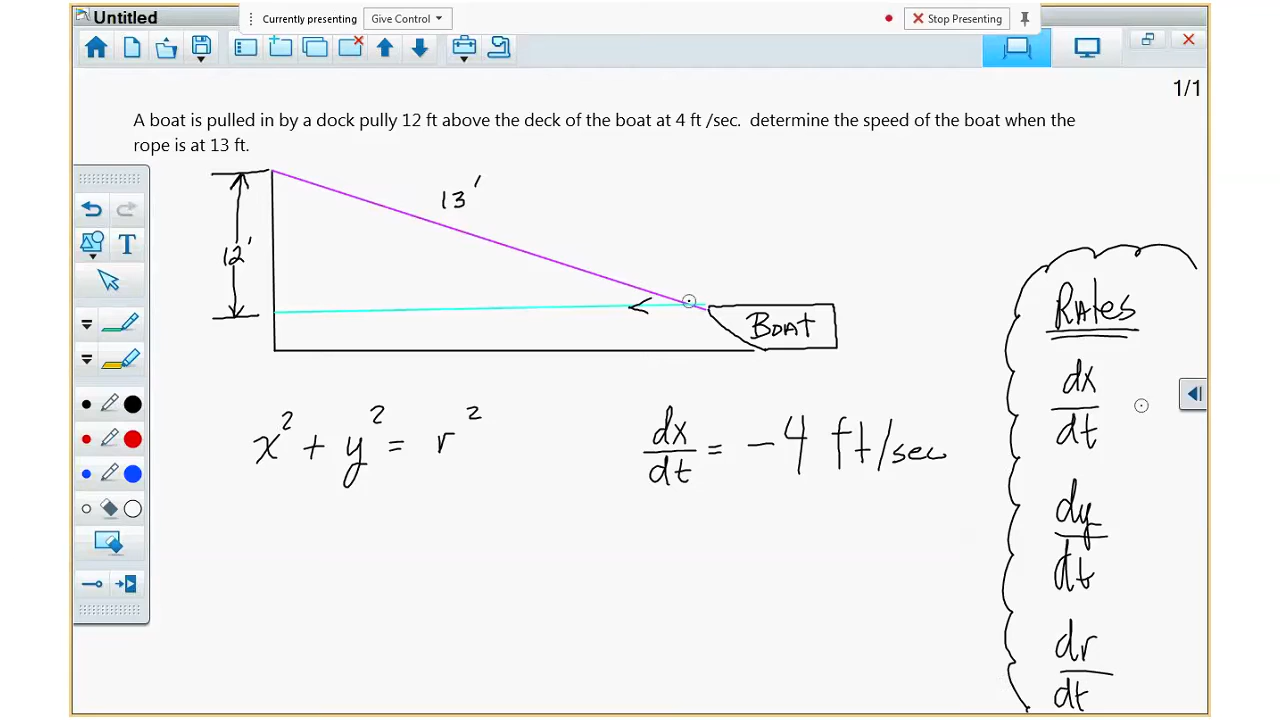 Untitled
Currently presenting
Give Control
Stop Presenting
1/1
A boat is pulled in by a dock pully 12 ft above the deck of the boat at 4 ft /sec. determine the speed of the boat when the
rope is at 13 ft.
T
13'
12'
BOAT
RAtes
dx
dt
dy
dt
dr
dt
x² + y² = r²
dx/dt = -4 ft/sec